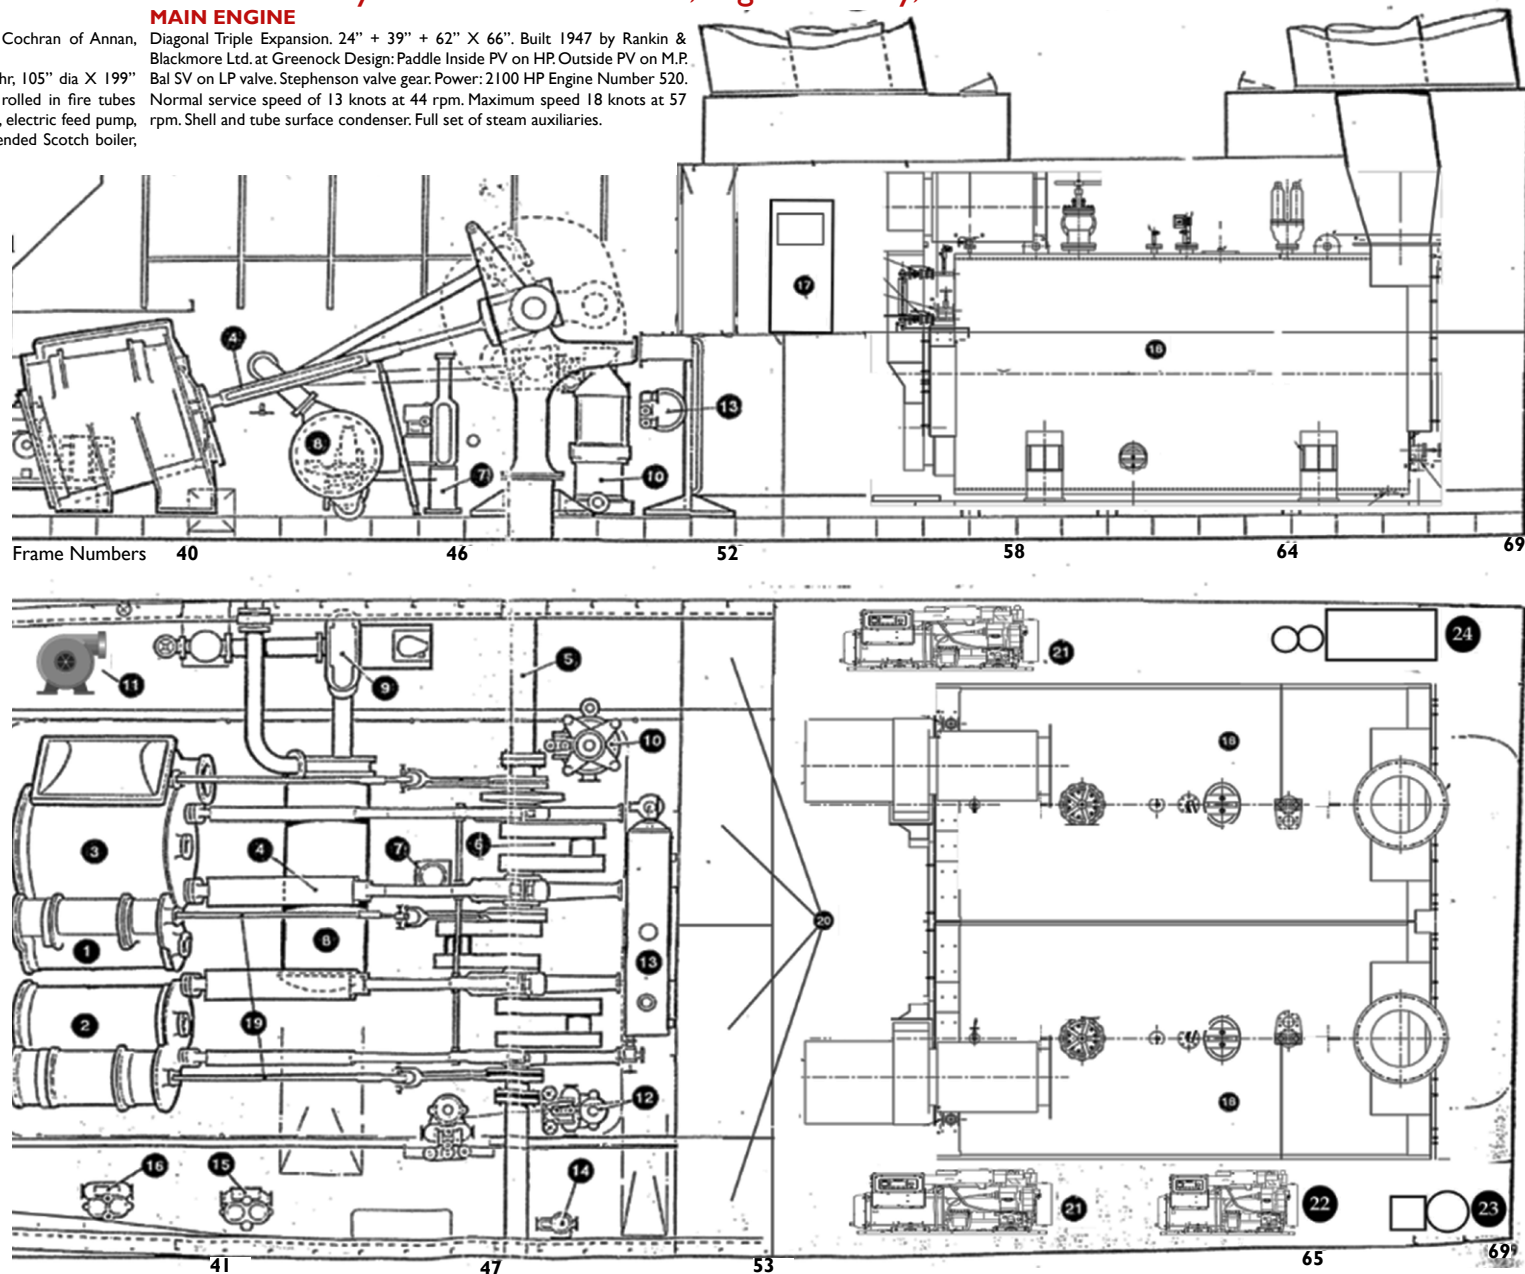 MAIN ENGINE
Cochran of Annan,
hr, 105” dia X 199”
rolled in fire tubes
, electric feed pump,
ended Scotch boiler,
Diagonal Triple Expansion. 24” + 39” + 62” X 66”. Built 1947 by Rankin &
Blackmore Ltd. at Greenock Design: Paddle Inside PV on HP. Outside PV on M.P.
Bal SV on LP valve. Stephenson valve gear. Power: 2100 HP Engine Number 520.
Normal service speed of 13 knots at 44 rpm. Maximum speed 18 knots at 57
rpm. Shell and tube surface condenser. Full set of steam auxiliaries.
17
4
18
13
8
7
10
Frame Numbers 40 46 52 58 64 69
24
21
5
11
9
10
18
3
4
7
6
20
1
8
13
2
19
12
18
16
15
14
21
22
23
41 47 53 65 69